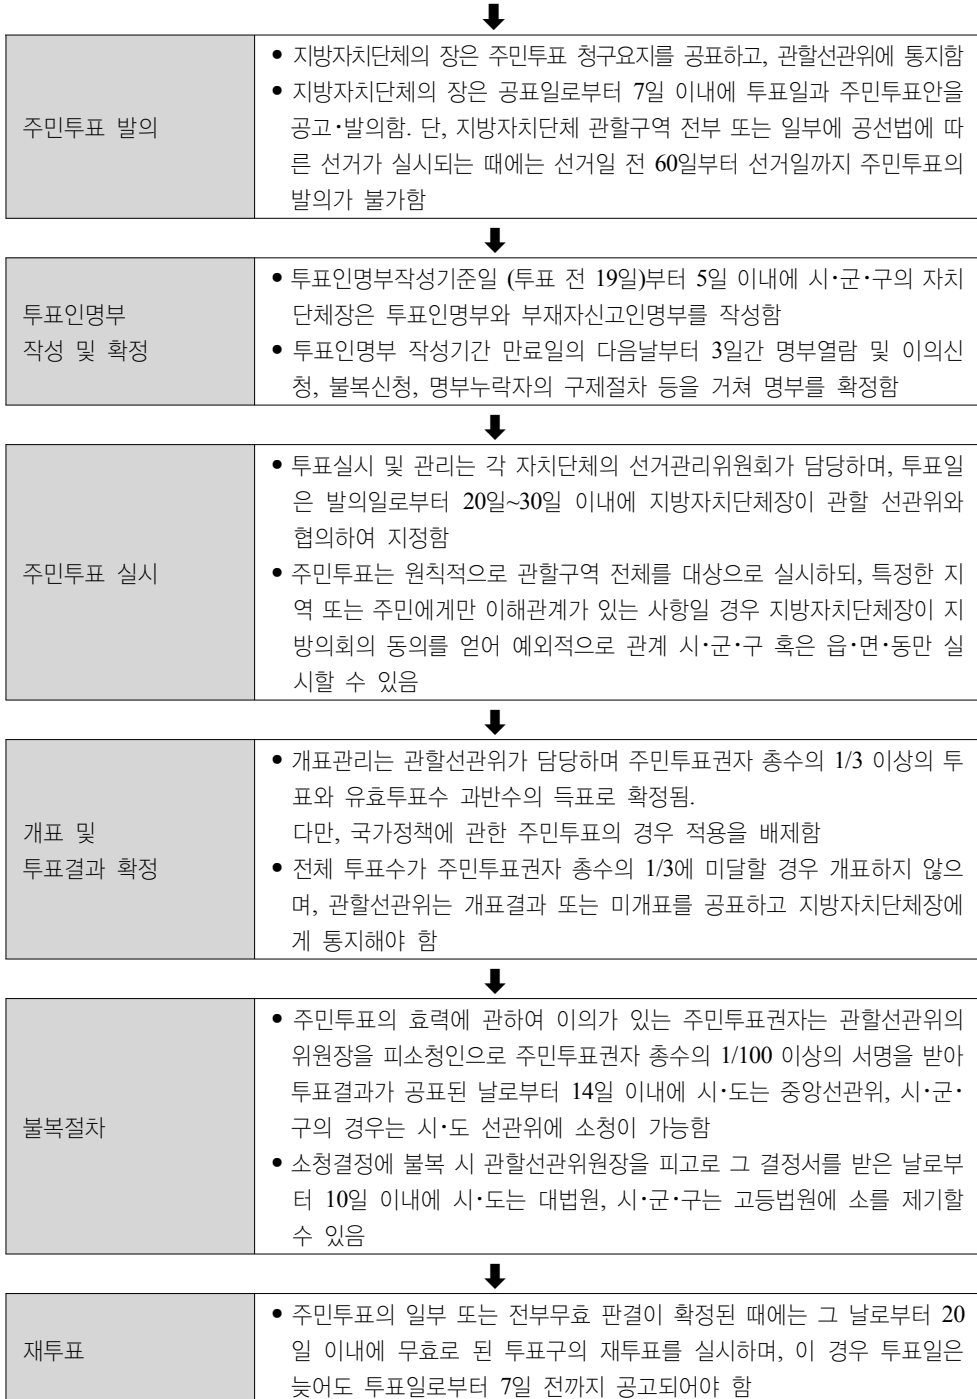 주민투표 발의
• 지방자치단체의 장은 주민투표 청구요지를 공표하고, 관할선관위에 통지함
• 지방자치단체의 장은 공표일로부터 7일 이내에 투표일과 주민투표안을
공고·발의함. 단, 지방자치단체 관할구역 전부 또는 일부에 공선법에 따
른 선거가 실시되는 때에는 선거일 전 60일부터 선거일까지 주민투표의
발의가 불가함
투표인명부
작성 및 확정
• 투표인명부작성기준일 (투표 전 19일)부터 5일 이내에 시·군·구의 자치
단체장은 투표인명부와 부재자신고인명부를 작성함
• 투표인명부 작성기간 만료일의 다음날부터 3일간 명부열람 및 이의신
청, 불복신청, 명부누락자의 구제절차 등을 거쳐 명부를 확정함
주민투표 실시
• 투표실시 및 관리는 각 자치단체의 선거관리위원회가 담당하며, 투표일
은 발의일로부터 20일~30일 이내에 지방자치단체장이 관할 선관위와
협의하여 지정함
• 주민투표는 원칙적으로 관할구역 전체를 대상으로 실시하되, 특정한 지
역 또는 주민에게만 이해관계가 있는 사항일 경우 지방자치단체장이 지
방의회의 동의를 얻어 예외적으로 관계 시·군·구 혹은 읍·면·동만 실
시할 수 있음
개표 및
투표결과 확정
• 개표관리는 관할선관위가 담당하며 주민투표권자 총수의 1/3 이상의 투
표와 유효투표수 과반수의 득표로 확정됨.
다만, 국가정책에 관한 주민투표의 경우 적용을 배제함
• 전체 투표수가 주민투표권자 총수의 1/3에 미달할 경우 개표하지 않으
며, 관할선관위는 개표결과 또는 미개표를 공표하고 지방자치단체장에
게 통지해야 함
불복절차
• 주민투표의 효력에 관하여 이의가 있는 주민투표권자는 관할선관위의
위원장을 피소청인으로 주민투표권자 총수의 1/100 이상의 서명을 받아
투표결과가 공표된 날로부터 14일 이내에 시·도는 중앙선관위, 시·군·
구의 경우는 시·도 선관위에 소청이 가능함
• 소청결정에 불복 시 관할선관위원장을 피고로 그 결정서를 받은 날로부
터 10일 이내에 시·도는 대법원, 시·군·구는 고등법원에 소를 제기할
수 있음
재투표
• 주민투표의 일부 또는 전부무효 판결이 확정된 때에는 그 날로부터 20
일 이내에 무효로 된 투표구의 재투표를 실시하며, 이 경우 투표일은
늦어도 투표일로부터 7일 전까지 공고되어야 함